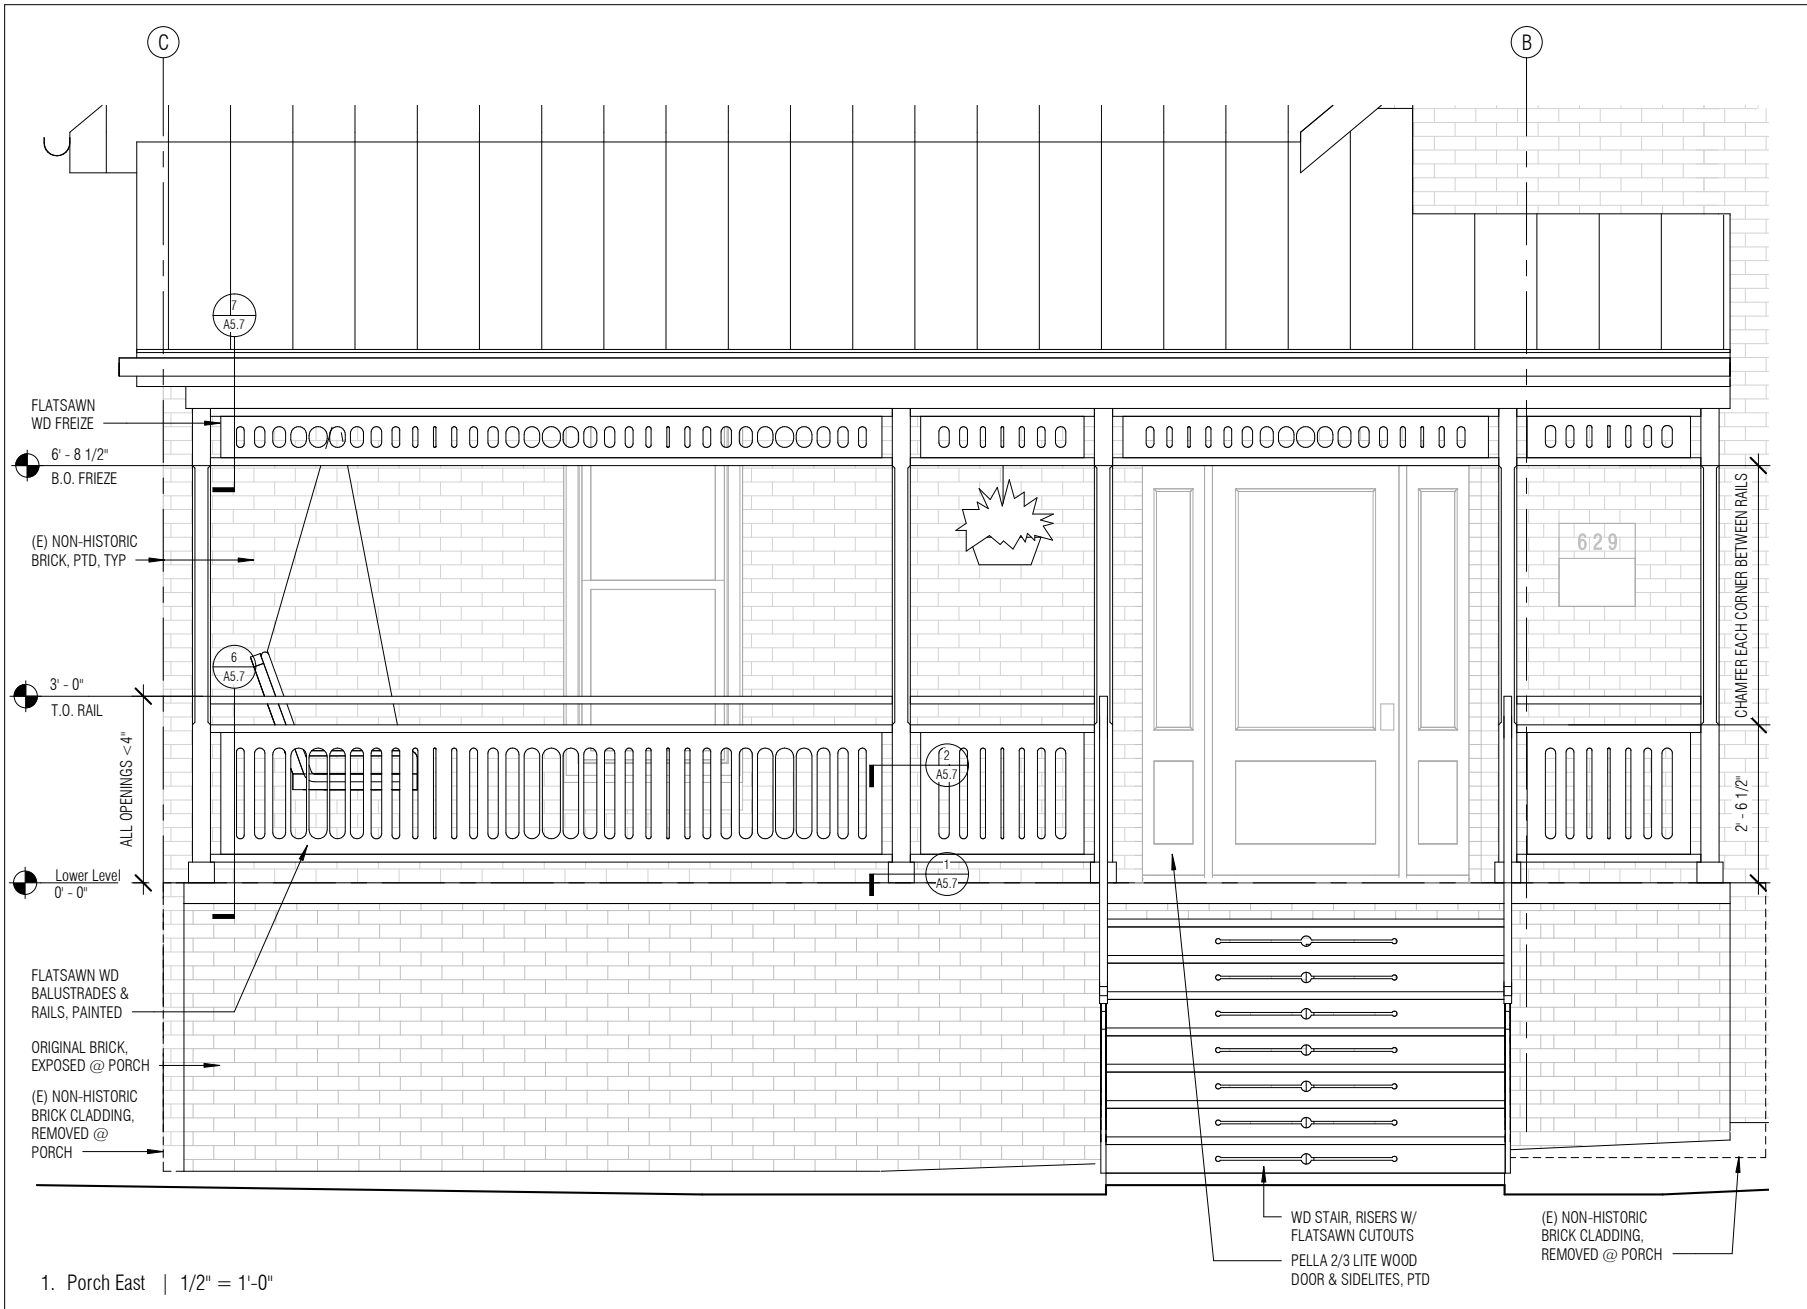 C
B
7
A5.7
FLATSAWN
WD FREIZE
6' - 8 1/2"
B.O. FRIEZE
(E) NON-HISTORIC
BRICK, PTD, TYP
629
CHAMFER EACH CORNER BETWEEN RAILS
6
A5.7
3' - 0"
T.O. RAIL
ALL OPENINGS <4"
2
A5.7
2' - 6 1/2"
1
A5.7
Lower Level
0' - 0"
FLATSAWN WD
BALUSTRADES &
RAILS, PAINTED
ORIGINAL BRICK,
EXPOSED @ PORCH
(E) NON-HISTORIC
BRICK CLADDING,
REMOVED @
PORCH
WD STAIR, RISERS W/
FLATSAWN CUTOUTS
PELLA 2/3 LITE WOOD
DOOR & SIDELITES, PTD
(E) NON-HISTORIC
BRICK CLADDING,
REMOVED @ PORCH
1. Porch East | 1/2" = 1'-0"